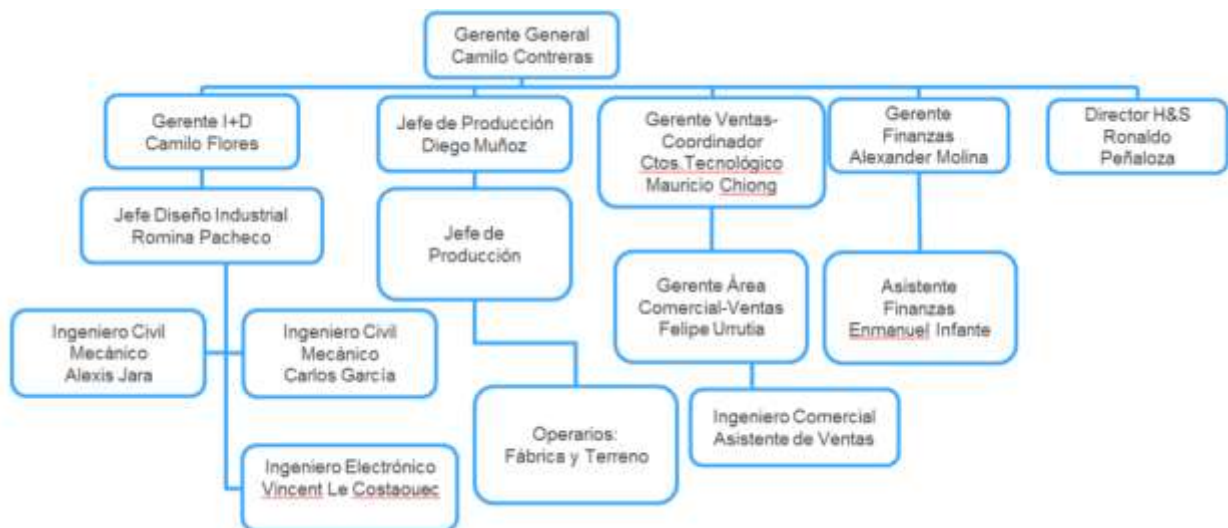 Gerente General
Camilo Contreras
Gerente I+D
Camilo Flores
Jefe de Producción
Diego Muñoz
Gerente Ventas-
Coordinador
Ctos.Tecnológico
Mauricio Chiong
Gerente
Finanzas
Alexander Molina
Director H&S
Ronaldo
Peñaloza
Jefe Diseño Industrial
Romina Pacheco
Jefe de
Producción
Gerente Área
Comercial-Ventas
Felipe Urrutia
Asistente
Finanzas
Enmanuel Infante
Ingeniero Civil
Mecánico
Alexis Jara
Ingeniero Civil
Mecánico
Carlos García
Operarios:
Fábrica y Terreno
Ingeniero Comercial
Asistente de Ventas
Ingeniero Electrónico
Vincent Le Costaouec